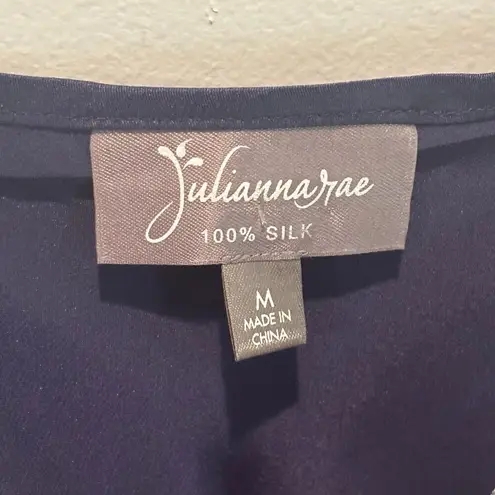 Juliannarae
100% SILK
M
MADE IN
CHINA